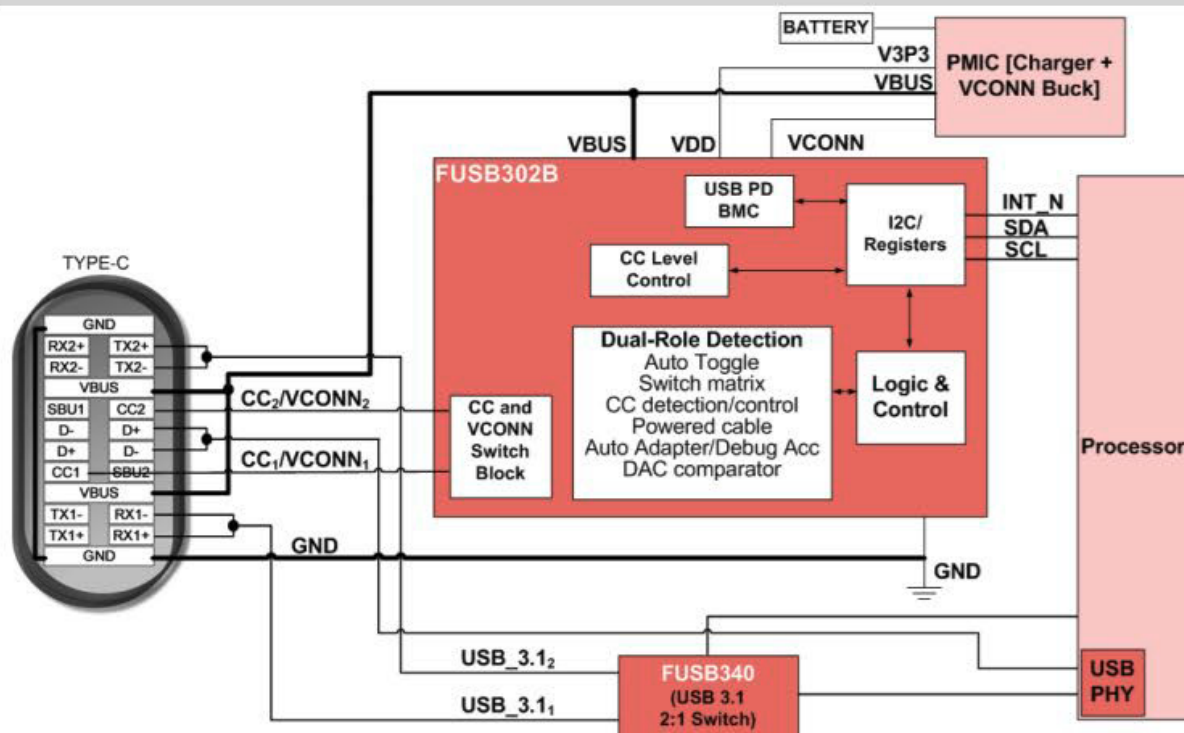 BATTERY
PMIC [Charger +
VCONN Buck]
V3P3
VBUS
VBUS
VDD
VCONN
FUSB302B
USB PD
BMC
I2C/
Registers
INT_N
SDA
SCL
CC Level
Control
TYPE-C
GND
RX2+ TX2+
RX2- TX2-
VBUS
SBU1 CC2
D- D+
D+ D-
CC1 SBU2
VBUS
TX1- RX1-
TX1+ RX1+
GND
CC₂/VCONN₂
CC₁/VCONN₁
CC and
VCONN
Switch
Block
Dual-Role Detection
Auto Toggle
Switch matrix
CC detection/control
Powered cable
Auto Adapter/Debug Acc
DAC comparator
Logic &
Control
Processor
GND
GND
USB_3.1₂
USB_3.1₁
FUSB340
(USB 3.1
2:1 Switch)
USB
PHY